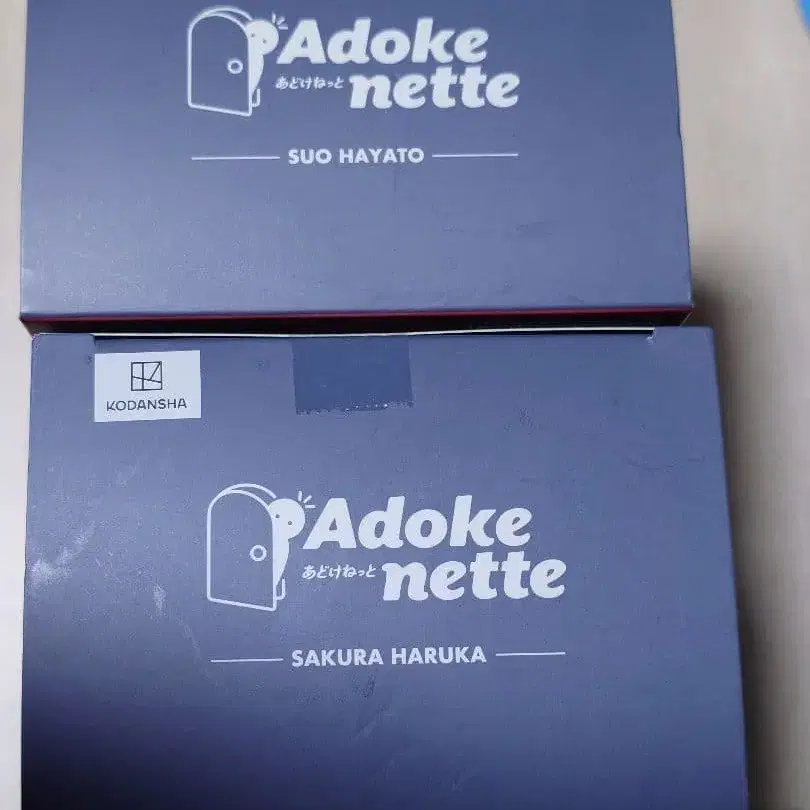 Adoke
あどけねっと nette
SUO HAYATO
KODANSHA
Adoke
あどけねっと nette
SAKURA HARUKA